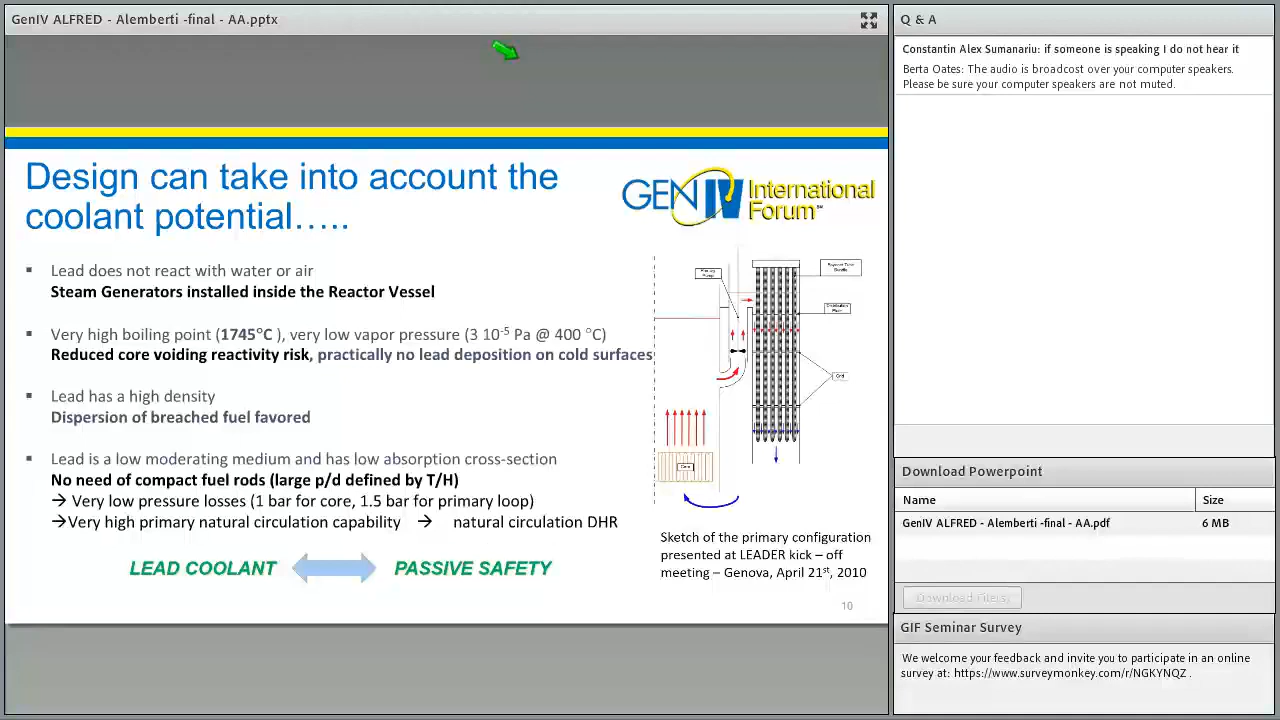 GenIV ALFRED - Alemberti -final - AA.pptx
Design can take into account the
coolant potential.....
GEN IV International
Forum
SM
▪ Lead does not react with water or air
Steam Generators installed inside the Reactor Vessel
▪ Very high boiling point (1745°C ), very low vapor pressure (3 10-5 Pa @ 400 °C)
Reduced core voiding reactivity risk, practically no lead deposition on cold surfaces
▪ Lead has a high density
Dispersion of breached fuel favored
▪ Lead is a low moderating medium and has low absorption cross-section
No need of compact fuel rods (large p/d defined by T/H)
→ Very low pressure losses (1 bar for core, 1.5 bar for primary loop)
→Very high primary natural circulation capability → natural circulation DHR
LEAD COOLANT PASSIVE SAFETY
Primary
Pump
Bayonet Tube
Bundle
Distribution
Plate
Grid
Core
Sketch of the primary configuration
presented at LEADER kick – off
meeting – Genova, April 21st, 2010
10
Q & A
Constantin Alex Sumanariu: if someone is speaking I do not hear it
Berta Oates: The audio is broadcast over your computer speakers.
Please be sure your computer speakers are not muted.
Download Powerpoint
Name Size
GenIV ALFRED - Alemberti -final - AA.pdf 6 MB
Download File(s)
GIF Seminar Survey
We welcome your feedback and invite you to participate in an online
survey at: https://www.surveymonkey.com/r/NGKYNQZ .